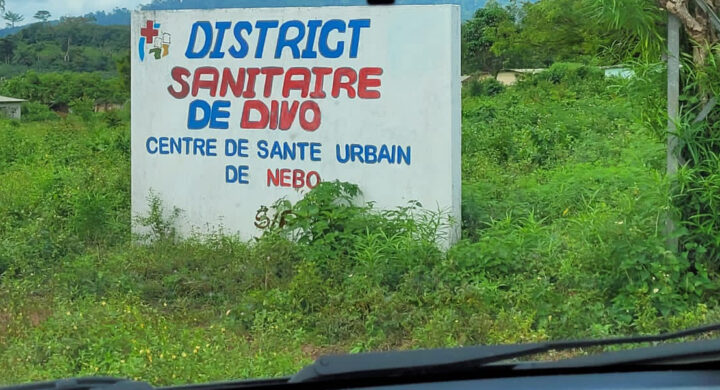 DISTRICT
SANITAIRE
DE DIVO
CENTRE DE SANTE URBAIN
DE NEBO